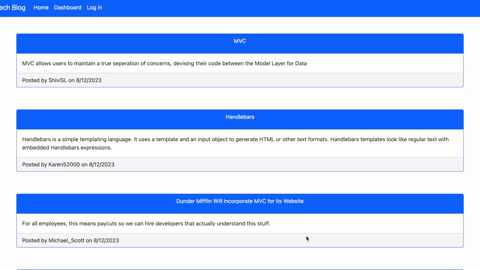 ech Blog Home Dashboard Log in
MVC
MVC allows users to maintain a true seperation of concerns, devising their code between the Model Layer for Data
Posted by ShiviSL on 8/12/2023
Handlebars
Handlebars is a simple templating language. It uses a template and an input object to generate HTML or other text formats. Handlebars templates look like regular text with
embedded Handlebars expressions.
Posted by KarenS2000 on 8/12/2023
Dunder Mifflin Will Incorporate MVC for its Website
For all employees, this means paycuts so we can hire developers that actually understand this stuff.
Posted by Michael_Scott on 8/12/2023